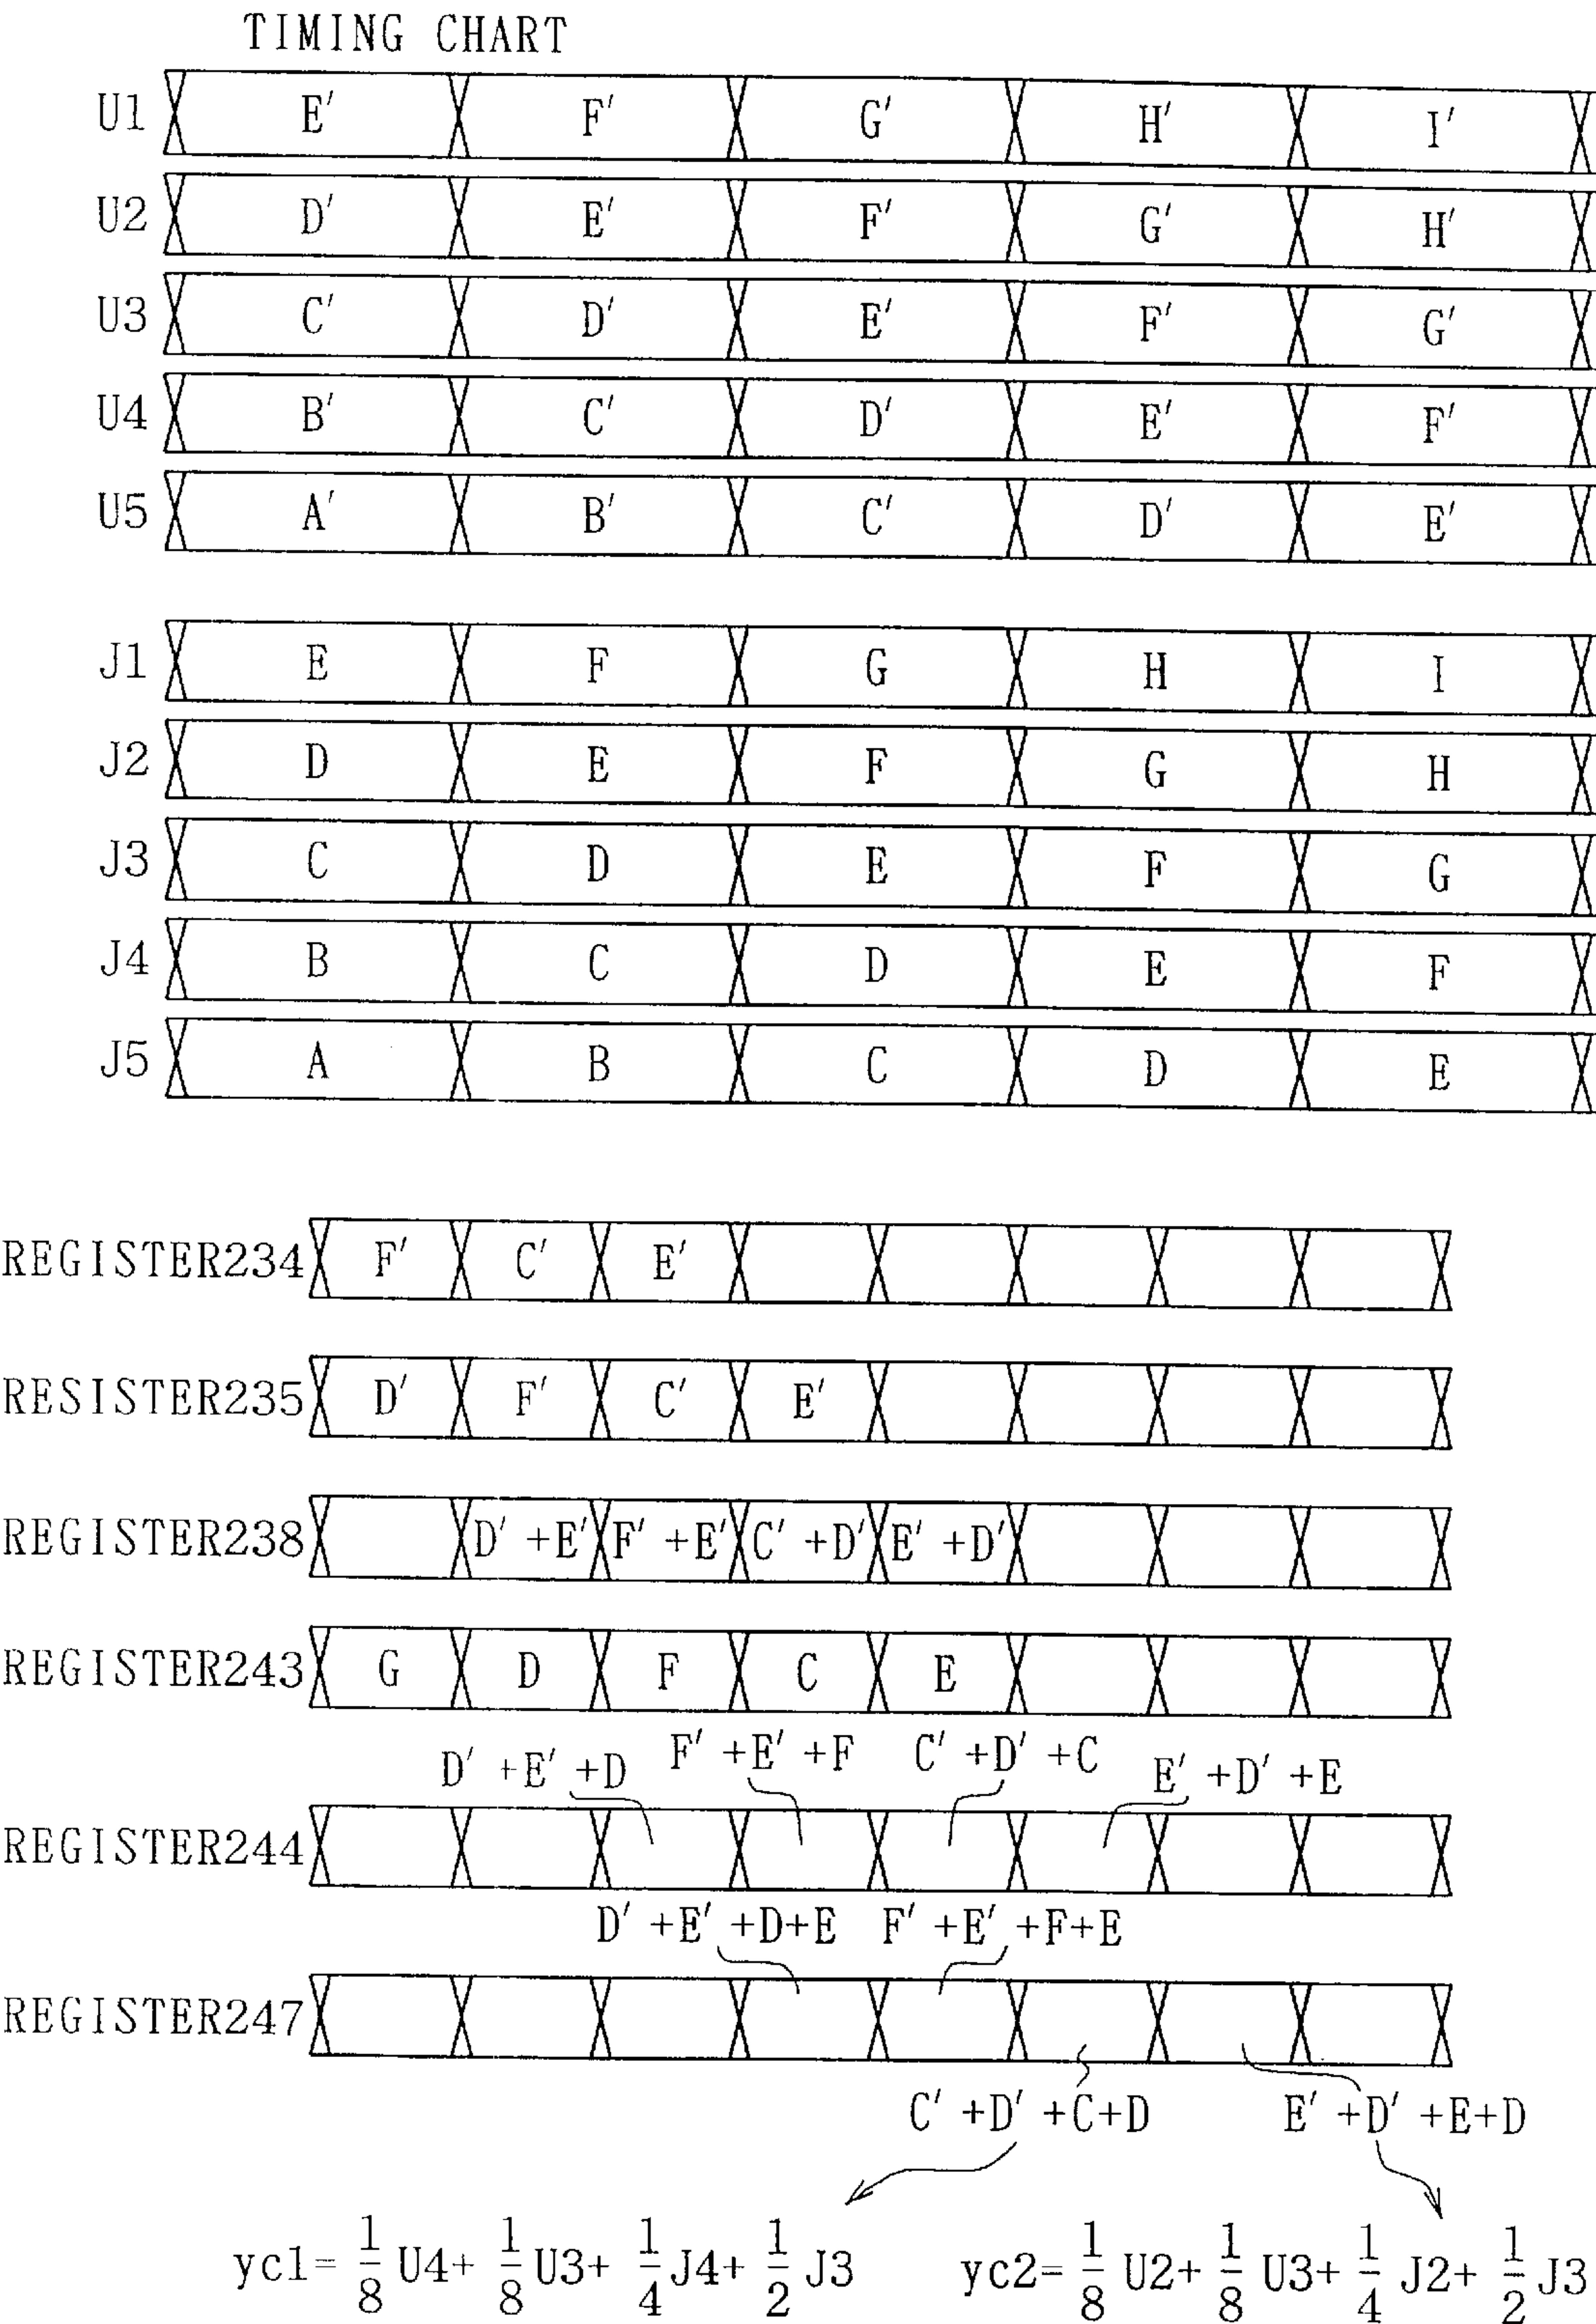 TIMING CHART
U1 E' F' G' H' I'
U2 D' E' F' G' H'
U3 C' D' E' F' G'
U4 B' C' D' E' F'
U5 A' B' C' D' E'
J1 E F G H I
J2 D E F G H
J3 C D E F G
J4 B C D E F
J5 A B C D E
REGISTER234 F' C' E'
RESISTER235 D' F' C' E'
REGISTER238 D' +E' F' +E' C' +D' E' +D'
REGISTER243 G D F C E
D' +E' +D F' +E' +F C' +D' +C E' +D' +E
REGISTER244
D' +E' +D+E F' +E' +F+E
REGISTER247
C' +D' +C+D E' +D' +E+D
yc1= 1/8 U4+ 1/8 U3+ 1/4 J4+ 1/2 J3 yc2= 1/8 U2+ 1/8 U3+ 1/4 J2+ 1/2 J3